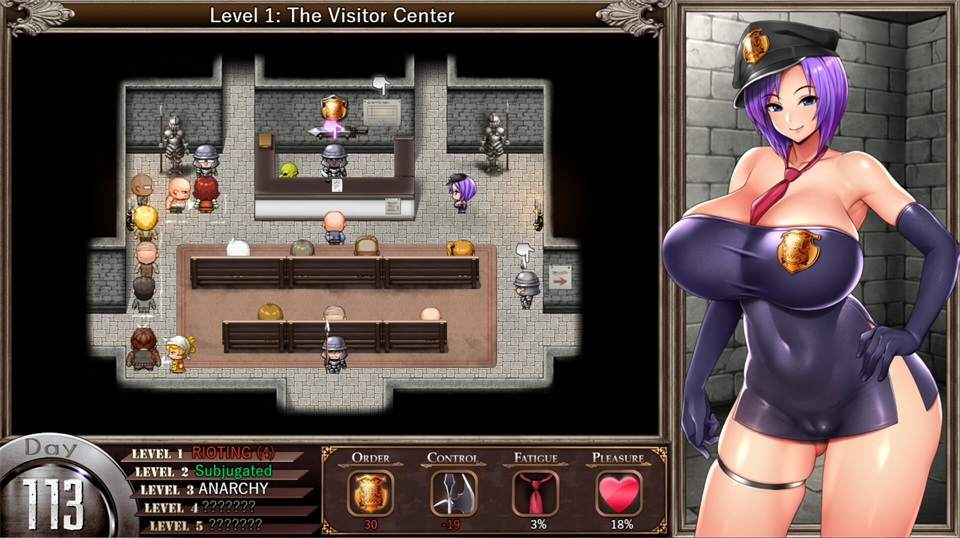 Level 1: The Visitor Center
Day
113
LEVEL 1 RIOTING (4)
LEVEL 2 Subjugated
LEVEL 3 ANARCHY
LEVEL 4 ???????
LEVEL 5 ???????
ORDER CONTROL FATIGUE PLEASURE
30 -19 3% 18%